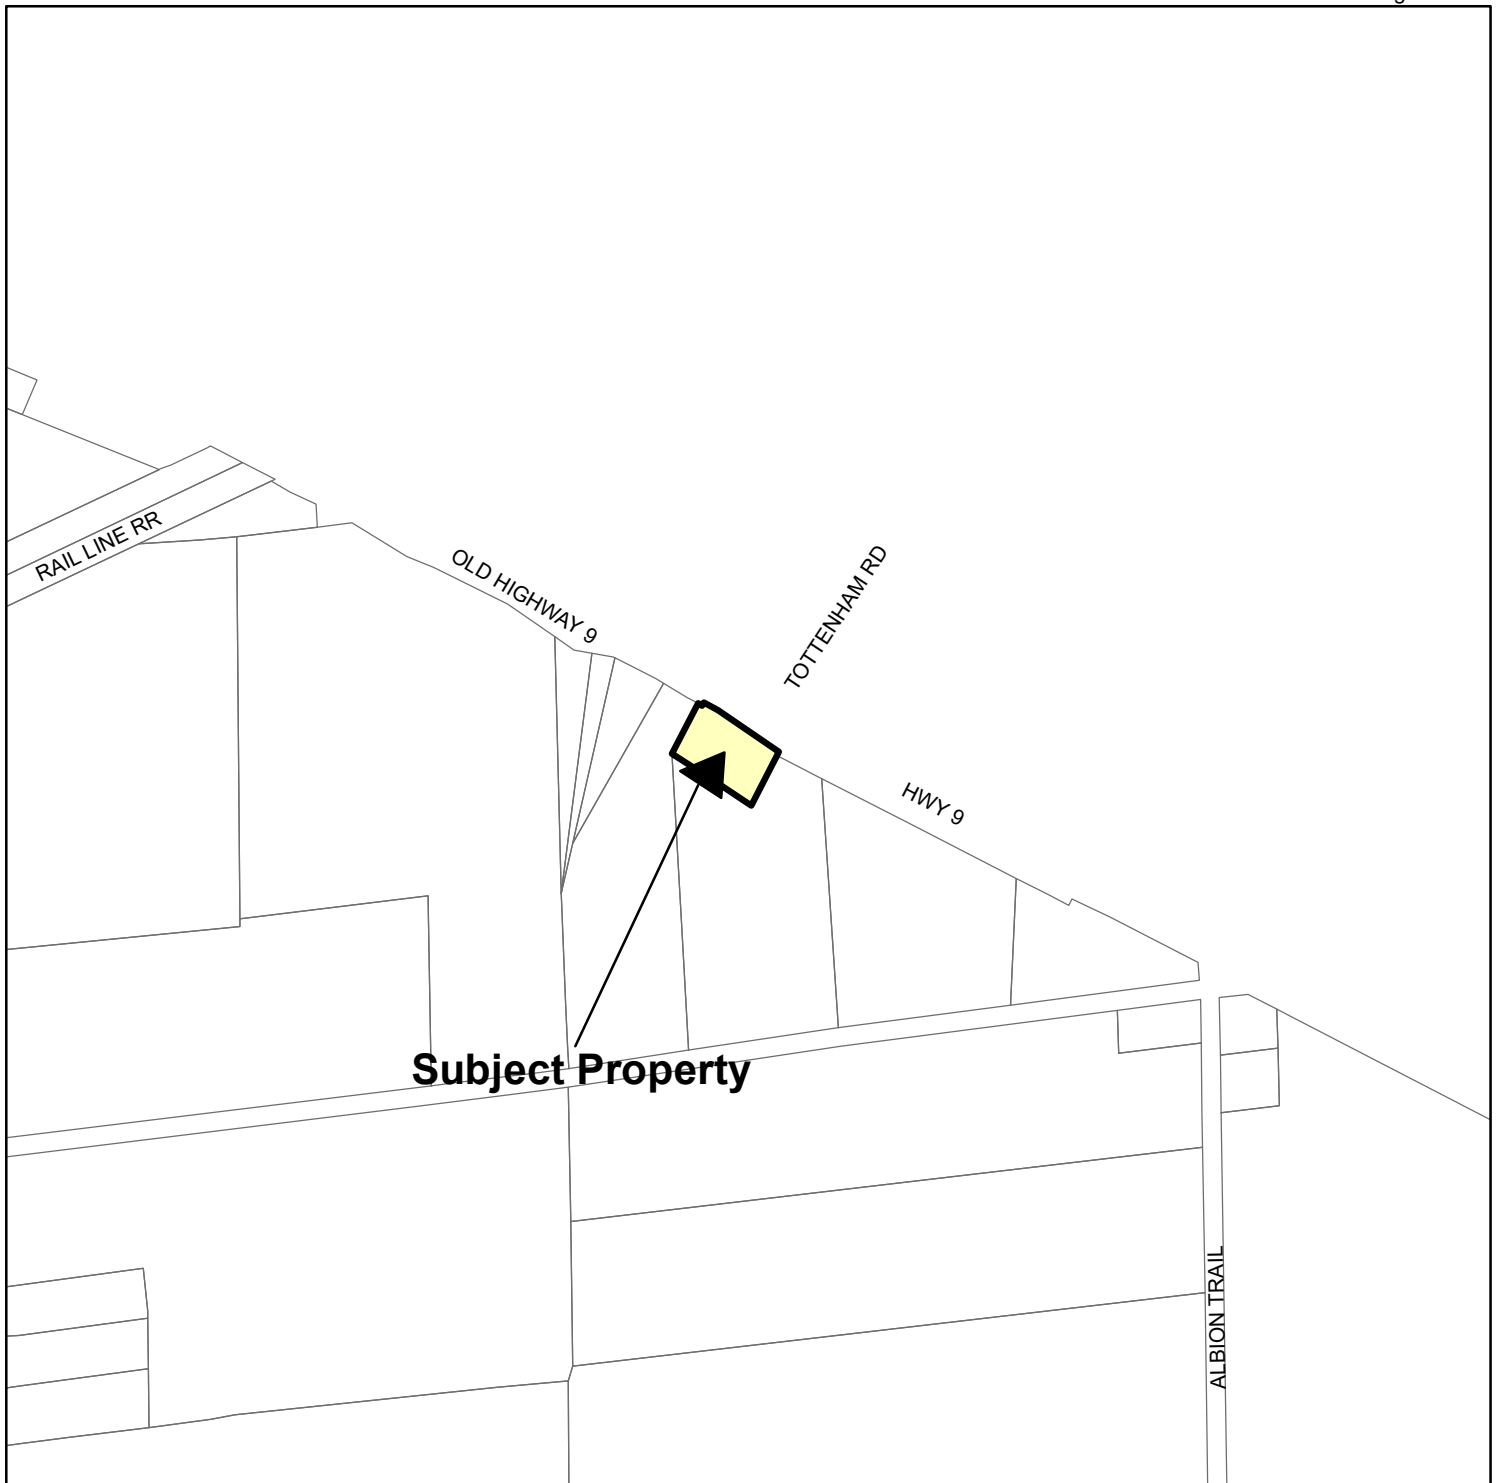 RAIL LINE RR
OLD HIGHWAY 9
TOTTENHAM RD
HWY 9
Subject Property
ALBION TRAIL